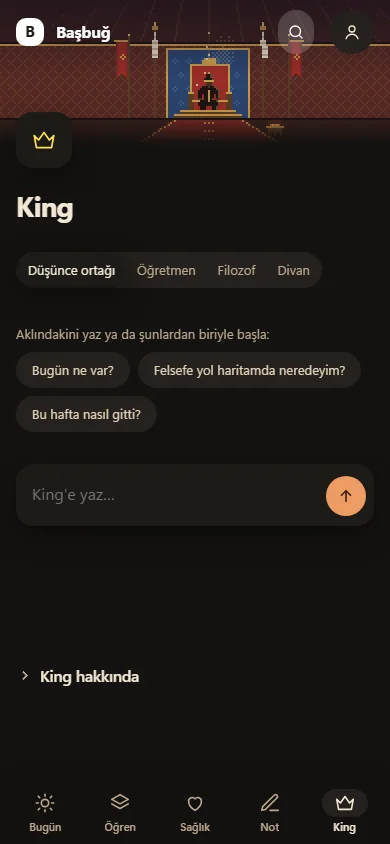 B Başbuğ
King
Düşünce ortağı Öğretmen Filozof Divan
Aklındakini yaz ya da şunlardan biriyle başla:
Bugün ne var? Felsefe yol haritamda neredeyim?
Bu hafta nasıl gitti?
King'e yaz...
King hakkında
Bugün Öğren Sağlık Not King